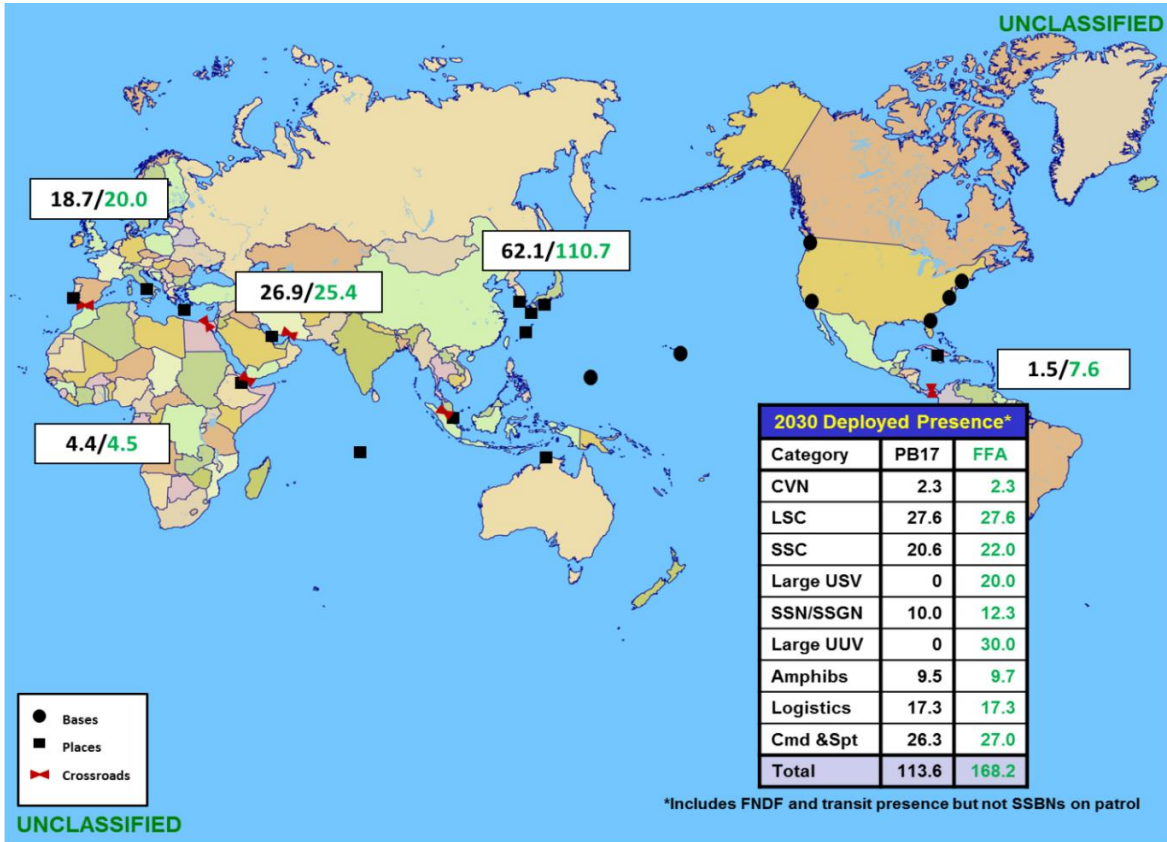 UNCLASSIFIED
18.7/20.0
62.1/110.7
26.9/25.4
1.5/7.6
4.4/4.5
2030 Deployed Presence*
Category PB17 FFA
CVN 2.3 2.3
LSC 27.6 27.6
SSC 20.6 22.0
Large USV 0 20.0
SSN/SSGN 10.0 12.3
Large UUV 0 30.0
Amphibs 9.5 9.7
Logistics 17.3 17.3
Cmd &Spt 26.3 27.0
Total 113.6 168.2
*Includes FNDF and transit presence but not SSBNs on patrol
Bases
Places
Crossroads
UNCLASSIFIED